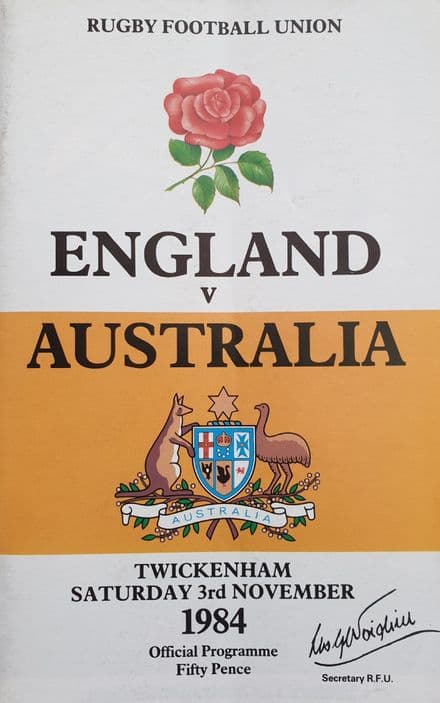 RUGBY FOOTBALL UNION
ENGLAND
v
AUSTRALIA
AUSTRALIA
TWICKENHAM
SATURDAY 3rd NOVEMBER
1984
Official Programme
Fifty Pence
Secretary R.F.U.